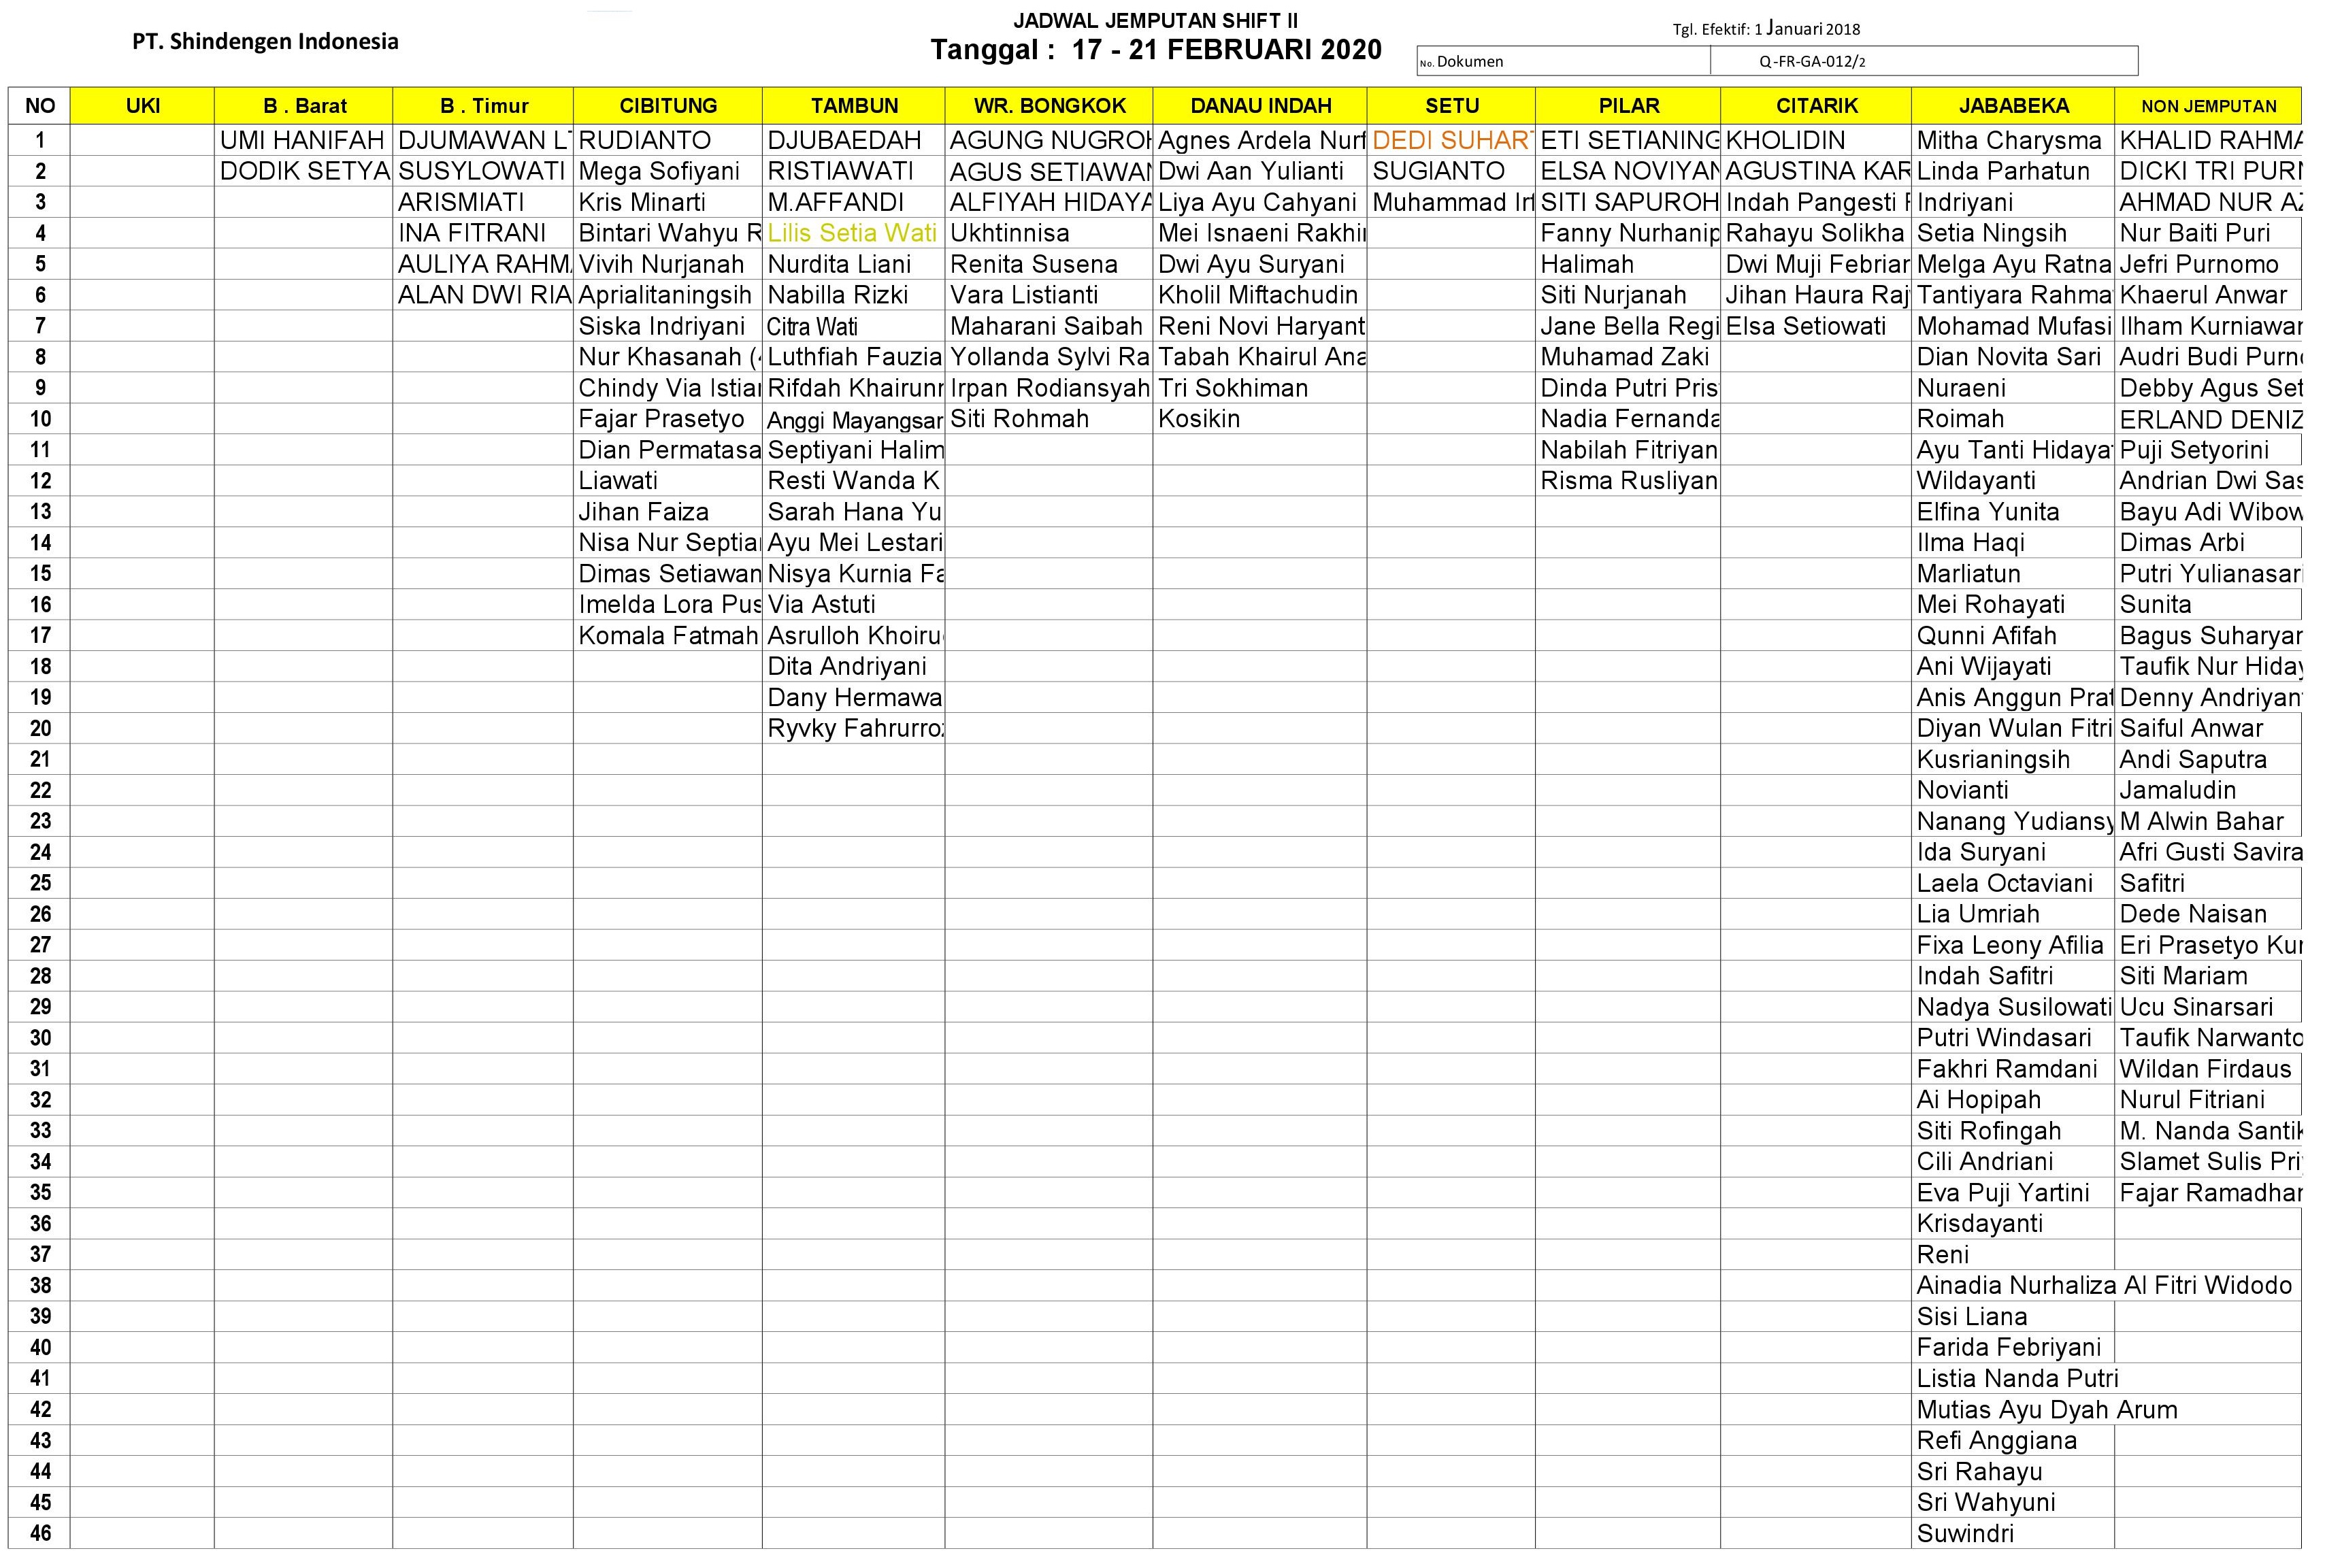 JADWAL JEMPUTAN SHIFT II
PT. Shindengen Indonesia
Tanggal : 17 - 21 FEBRUARI 2020
Tgl. Efektif: 1 Januari 2018
No. Dokumen Q-FR-GA-012/2
NO UKI B . Barat B . Timur CIBITUNG TAMBUN WR. BONGKOK DANAU INDAH SETU PILAR CITARIK JABABEKA NON JEMPUTAN
1 UMI HANIFAH DJUMAWAN RUDIANTO DJUBAEDAH AGUNG NUGROH Agnes Ardela Nurf DEDI SUHART ETI SETIANING KHOLIDIN Mitha Charysma KHALID RAHMA
2 DODIK SETYA SUSYLOWATI Mega Sofiyani RISTIAWATI AGUS SETIAWAN Dwi Aan Yulianti SUGIANTO ELSA NOVIYAN AGUSTINA KAR Linda Parhatun DICKI TRI PURN
3 ARISMIATI Kris Minarti M.AFFANDI ALFIYAH HIDAYA Liya Ayu Cahyani Muhammad Irf SITI SAPUROH Indah Pangesti Indriyani AHMAD NUR AZ
4 INA FITRANI Bintari Wahyu R Lilis Setia Wati Ukhtinnisa Mei Isnaeni Rakhi Fanny Nurhanip Rahayu Solikha Setia Ningsih Nur Baiti Puri
5 AULIYA RAHMA Vivih Nurjanah Nurdita Liani Renita Susena Dwi Ayu Suryani Halimah Dwi Muji Febriar Melga Ayu Ratna Jefri Purnomo
6 ALAN DWI RIA Aprialitaningsih Nabilla Rizki Vara Listianti Kholil Miftachudin Siti Nurjanah Jihan Haura Raj Tantiyara Rahma Khaerul Anwar
7 Siska Indriyani Citra Wati Maharani Saibah Reni Novi Haryant Jane Bella Regi Elsa Setiowati Mohamad Mufasi Ilham Kurniawan
8 Nur Khasanah (4 Luthfiah Fauzia Yollanda Sylvi Ra Tabah Khairul Ana Muhamad Zaki Dian Novita Sari Audri Budi Purno
9 Chindy Via Istia Rifdah Khairunn Irpan Rodiansyah Tri Sokhiman Dinda Putri Pris Nuraeni Debby Agus Set
10 Fajar Prasetyo Anggi Mayangsar Siti Rohmah Kosikin Nadia Fernanda Roimah ERLAND DENIZ
11 Dian Permatasa Septiyani Halim Nabilah Fitriyan Ayu Tanti Hidaya Puji Setyorini
12 Liawati Resti Wanda K Risma Rusliyan Wildayanti Andrian Dwi Sas
13 Jihan Faiza Sarah Hana Yu Elfina Yunita Bayu Adi Wibow
14 Nisa Nur Septia Ayu Mei Lestari Ilma Haqi Dimas Arbi
15 Dimas Setiawan Nisya Kurnia Fa Marliatun Putri Yulianasari
16 Imelda Lora Pus Via Astuti Mei Rohayati Sunita
17 Komala Fatmah Asrulloh Khoiru Qunni Afifah Bagus Suharyan
18 Dita Andriyani Ani Wijayati Taufik Nur Hiday
19 Dany Hermawa Anis Anggun Prat Denny Andriyant
20 Ryvky Fahrurroz Diyan Wulan Fitri Saiful Anwar
21 Kusrianingsih Andi Saputra
22 Novianti Jamaludin
23 Nanang Yudiansy M Alwin Bahar
24 Ida Suryani Afri Gusti Savira
25 Laela Octaviani Safitri
26 Lia Umriah Dede Naisan
27 Fixa Leony Afilia Eri Prasetyo Kur
28 Indah Safitri Siti Mariam
29 Nadya Susilowati Ucu Sinarsari
30 Putri Windasari Taufik Narwanto
31 Fakhri Ramdani Wildan Firdaus
32 Ai Hopipah Nurul Fitriani
33 Siti Rofingah M. Nanda Santik
34 Cili Andriani Slamet Sulis Pri
35 Eva Puji Yartini Fajar Ramadhan
36 Krisdayanti
37 Reni
38 Ainadia Nurhaliza Al Fitri Widodo
39 Sisi Liana
40 Farida Febriyani
41 Listia Nanda Putri
42 Mutias Ayu Dyah Arum
43 Refi Anggiana
44 Sri Rahayu
45 Sri Wahyuni
46 Suwindri